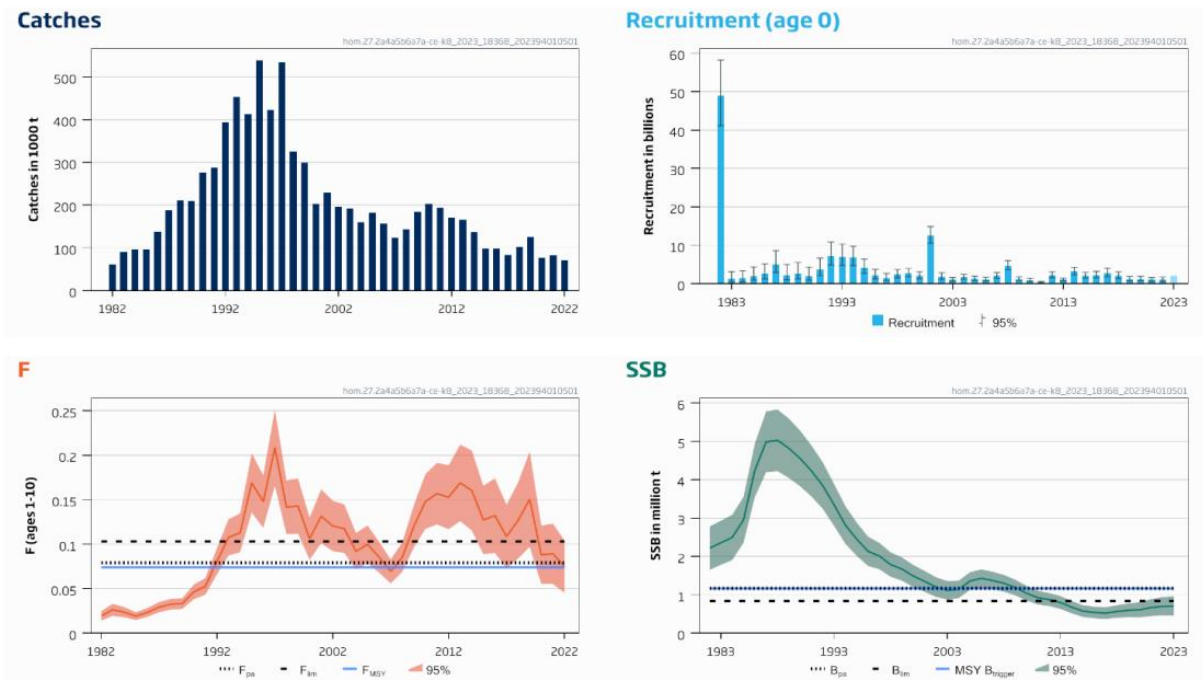 Catches
hom.27.2a4a5b6a7a-ce-k8_2023_18368_202394010501
Catches in 1000 t
500
400
300
200
100
0
1982 1992 2002 2012 2022
Recruitment (age 0)
hom.27.2a4a5b6a7a-ce-k8_2023_18368_202394010501
Recruitment in billions
60
50
40
30
20
10
0
1983 1993 2003 2013 2023
Recruitment 95%
F
hom.27.2a4a5b6a7a-ce-k8_2023_18368_202394010501
F (ages 1-10)
0.25
0.2
0.15
0.1
0.05
0
1982 1992 2002 2012 2022
Fpa Flim FMSY 95%
SSB
hom.27.2a4a5b6a7a-ce-k8_2023_18368_202394010501
SSB in million t
6
5
4
3
2
1
0
1983 1993 2003 2013 2023
Bpa Blim MSY Btrigger 95%